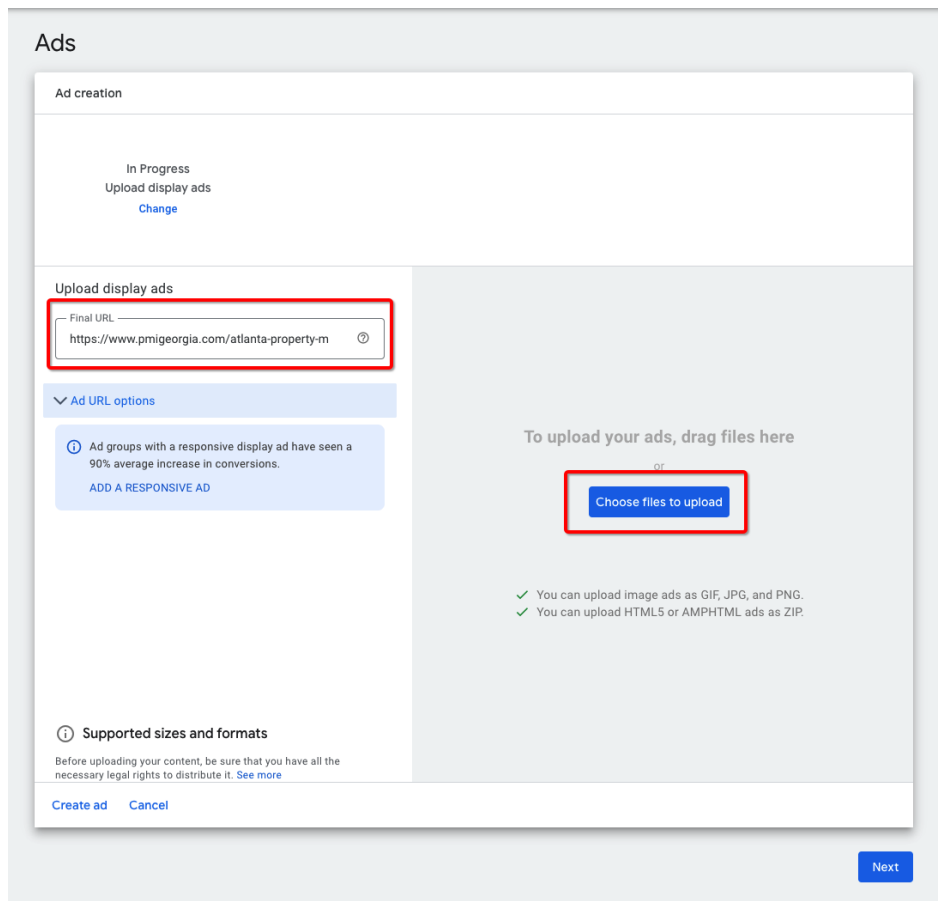 Ads
Ad creation
In Progress
Upload display ads
Change
Upload display ads
Final URL
https://www.pmigeorgia.com/atlanta-property-m
Ad URL options
Ad groups with a responsive display ad have seen a
90% average increase in conversions.
ADD A RESPONSIVE AD
To upload your ads, drag files here
or
Choose files to upload
You can upload image ads as GIF, JPG, and PNG.
You can upload HTML5 or AMPHTML ads as ZIP.
Supported sizes and formats
Before uploading your content, be sure that you have all the
necessary legal rights to distribute it. See more
Create ad Cancel
Next